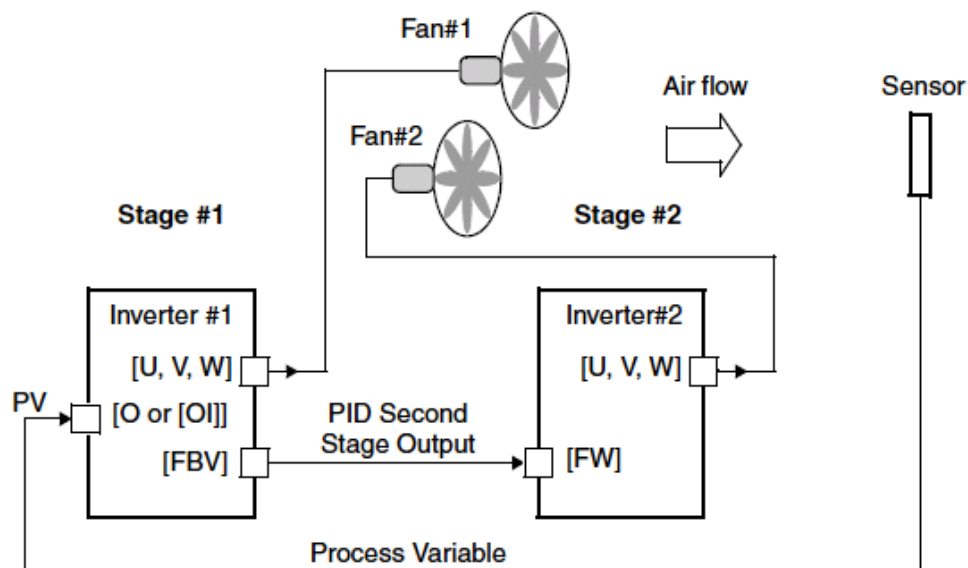 Fan#1
Air flow
Sensor
Fan#2
Stage #1
Stage #2
Inverter #1
Inverter#2
[U, V, W]
[U, V, W]
PV
[O or [OI]]
PID Second
Stage Output
[FBV]
[FW]
Process Variable